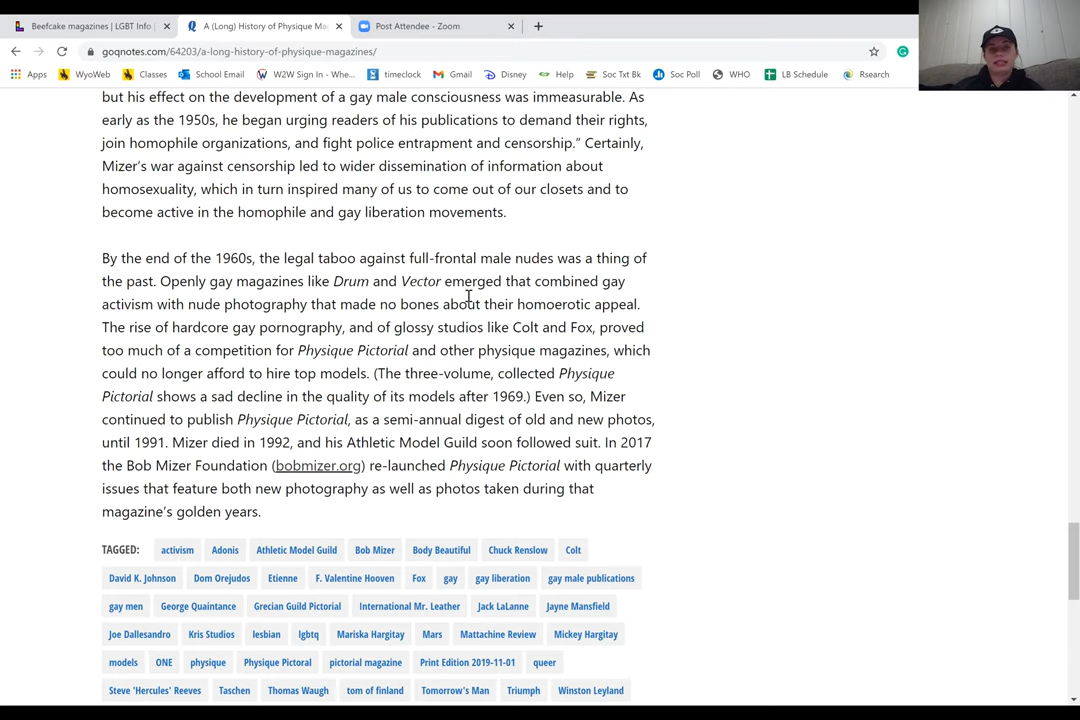 Beefcake magazines | LGBT Info
A (Long) History of Physique Ma
Post Attendee - Zoom
goqnotes.com/64203/a-long-history-of-physique-magazines/
Apps WyoWeb Classes School Email W2W Sign In - Whe... timeclock Gmail Disney Help Soc Txt Bk Soc Poll WHO LB Schedule Rsearch
but his effect on the development of a gay male consciousness was immeasurable. As
early as the 1950s, he began urging readers of his publications to demand their rights,
join homophile organizations, and fight police entrapment and censorship.” Certainly,
Mizer’s war against censorship led to wider dissemination of information about
homosexuality, which in turn inspired many of us to come out of our closets and to
become active in the homophile and gay liberation movements.
By the end of the 1960s, the legal taboo against full-frontal male nudes was a thing of
the past. Openly gay magazines like Drum and Vector emerged that combined gay
activism with nude photography that made no bones about their homoerotic appeal.
The rise of hardcore gay pornography, and of glossy studios like Colt and Fox, proved
too much of a competition for Physique Pictorial and other physique magazines, which
could no longer afford to hire top models. (The three-volume, collected Physique
Pictorial shows a sad decline in the quality of its models after 1969.) Even so, Mizer
continued to publish Physique Pictorial, as a semi-annual digest of old and new photos,
until 1991. Mizer died in 1992, and his Athletic Model Guild soon followed suit. In 2017
the Bob Mizer Foundation (bobmizer.org) re-launched Physique Pictorial with quarterly
issues that feature both new photography as well as photos taken during that
magazine’s golden years.
TAGGED: activism Adonis Athletic Model Guild Bob Mizer Body Beautiful Chuck Renslow Colt
David K. Johnson Dom Orejudos Etienne F. Valentine Hooven Fox gay gay liberation gay male publications
gay men George Quaintance Grecian Guild Pictorial International Mr. Leather Jack LaLanne Jayne Mansfield
Joe Dallesandro Kris Studios lesbian lgbtq Mariska Hargitay Mars Mattachine Review Mickey Hargitay
models ONE physique Physique Pictoral pictorial magazine Print Edition 2019-11-01 queer
Steve 'Hercules' Reeves Taschen Thomas Waugh tom of finland Tomorrow's Man Triumph Winston Leyland